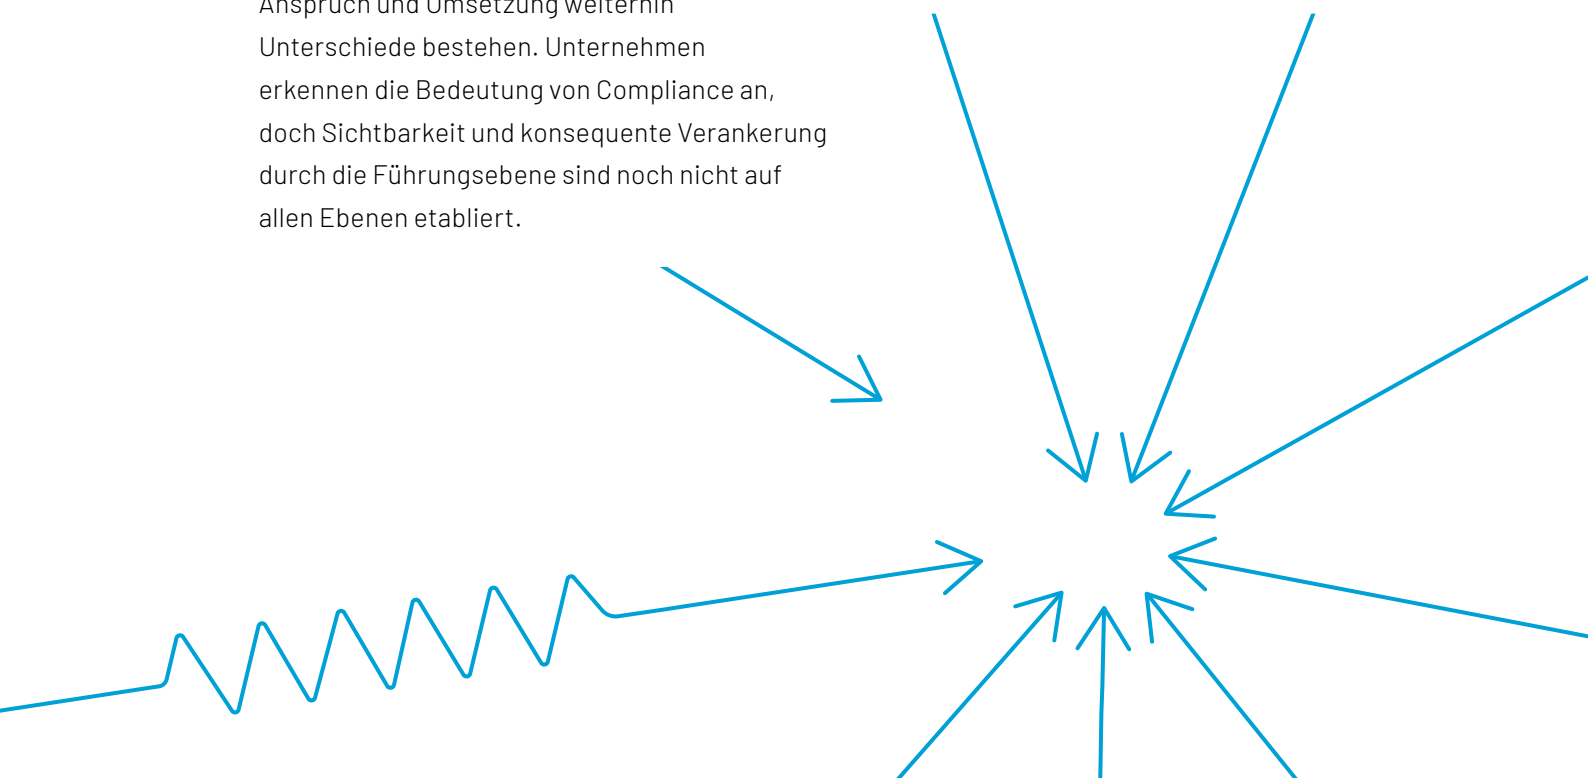 Anspruch und Umsetzung weiterhin
Unterschiede bestehen. Unternehmen
erkennen die Bedeutung von Compliance an,
doch Sichtbarkeit und konsequente Verankerung
durch die Führungsebene sind noch nicht auf
allen Ebenen etabliert.